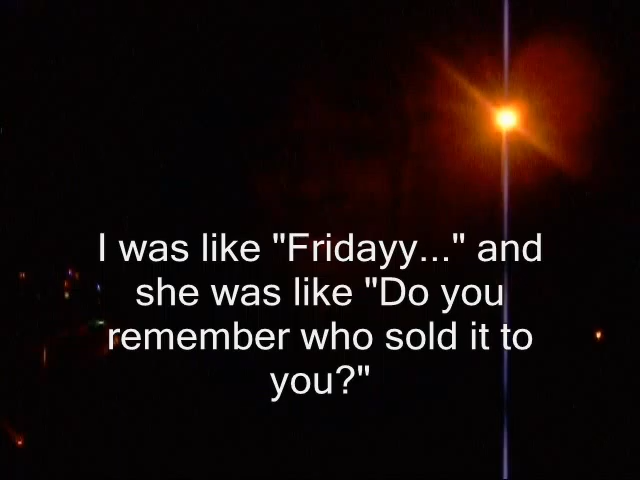 I was like "Fridayy..." and
she was like "Do you
remember who sold it to
you?"